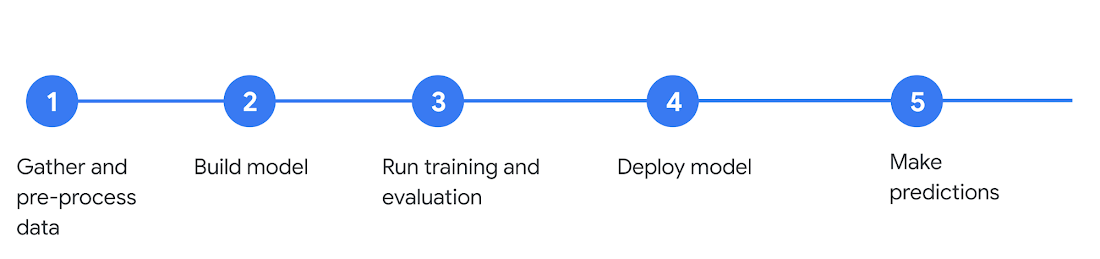 1
2
3
4
5
Gather and
pre-process
data
Build model
Run training and
evaluation
Deploy model
Make
predictions